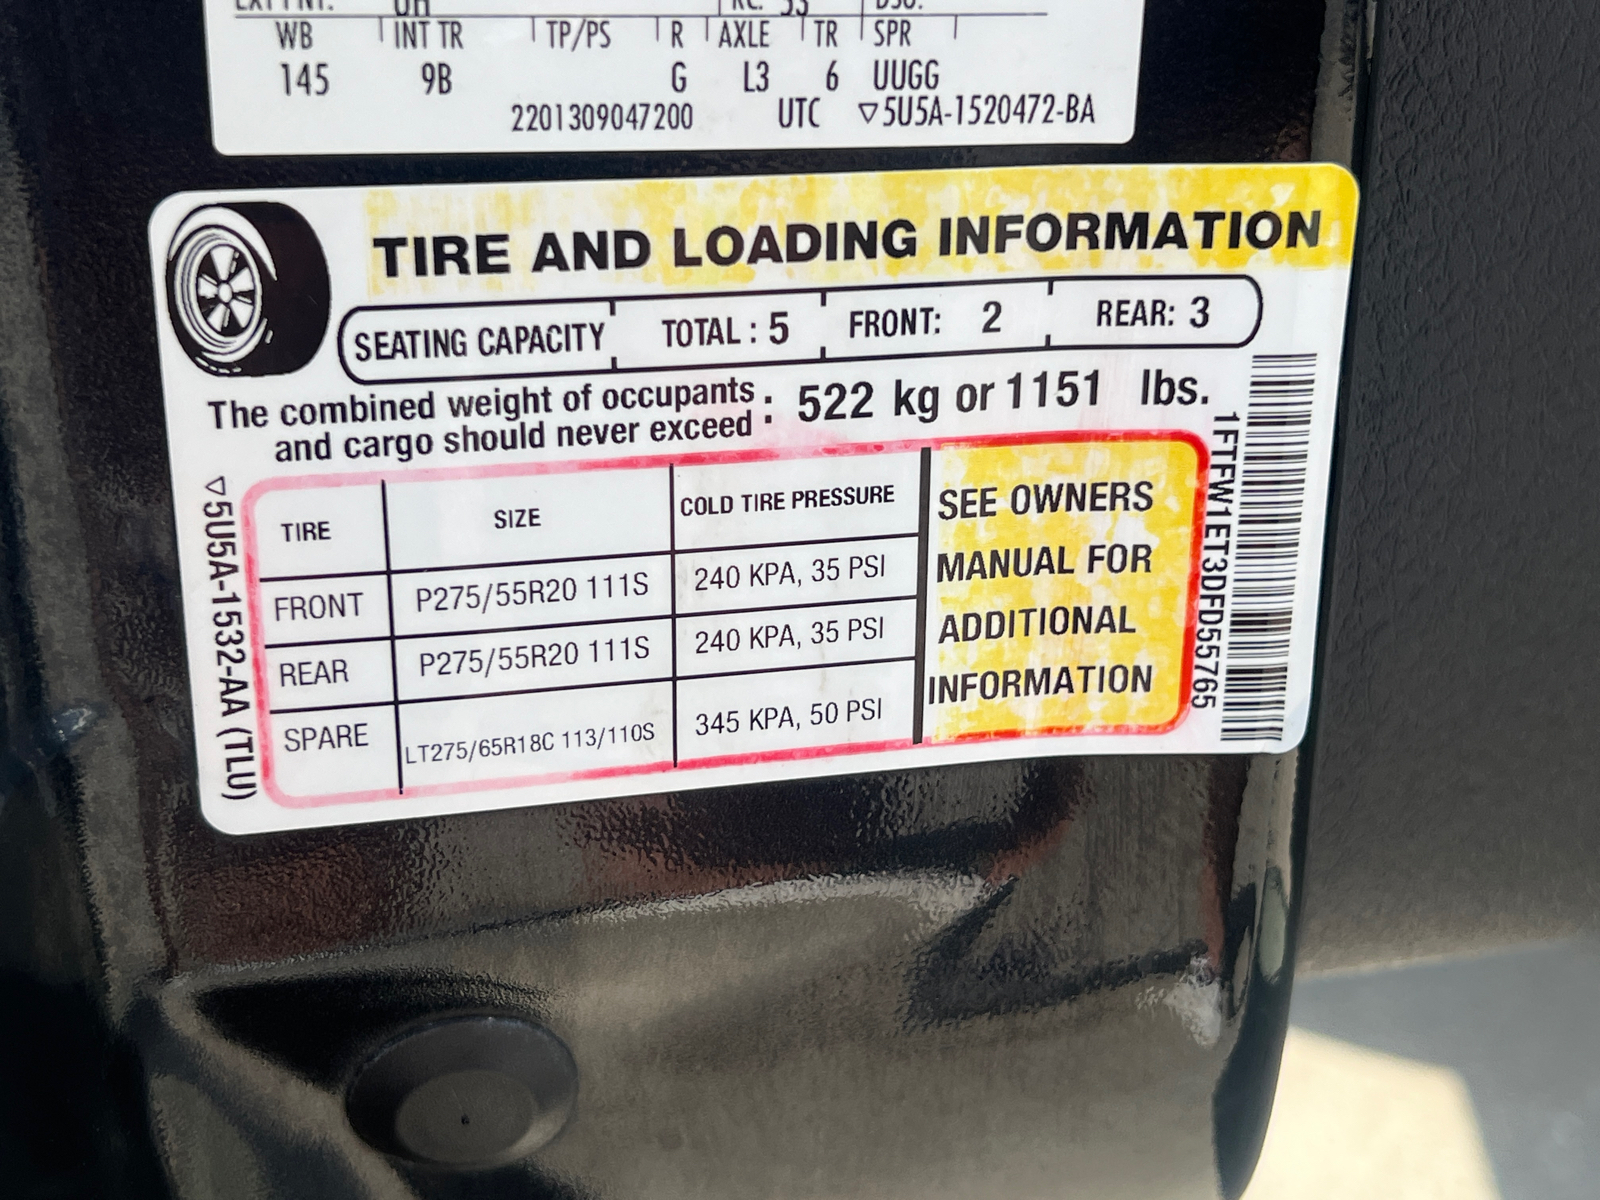 WB INT TR TP/PS R AXLE TR SPR
145 9B G L3 6 UUGG
2201309047200 UTC ▽5U5A-1520472-BA
TIRE AND LOADING INFORMATION
SEATING CAPACITY TOTAL : 5 FRONT: 2 REAR: 3
The combined weight of occupants : 522 kg or 1151 lbs.
and cargo should never exceed :
TIRE SIZE COLD TIRE PRESSURE
FRONT P275/55R20 111S 240 KPA, 35 PSI
REAR P275/55R20 111S 240 KPA, 35 PSI
SPARE LT275/65R18C 113/110S 345 KPA, 50 PSI
SEE OWNERS
MANUAL FOR
ADDITIONAL
INFORMATION
▽5U5A-1532-AA (TLU)
1FTFW1ET3DFD55765